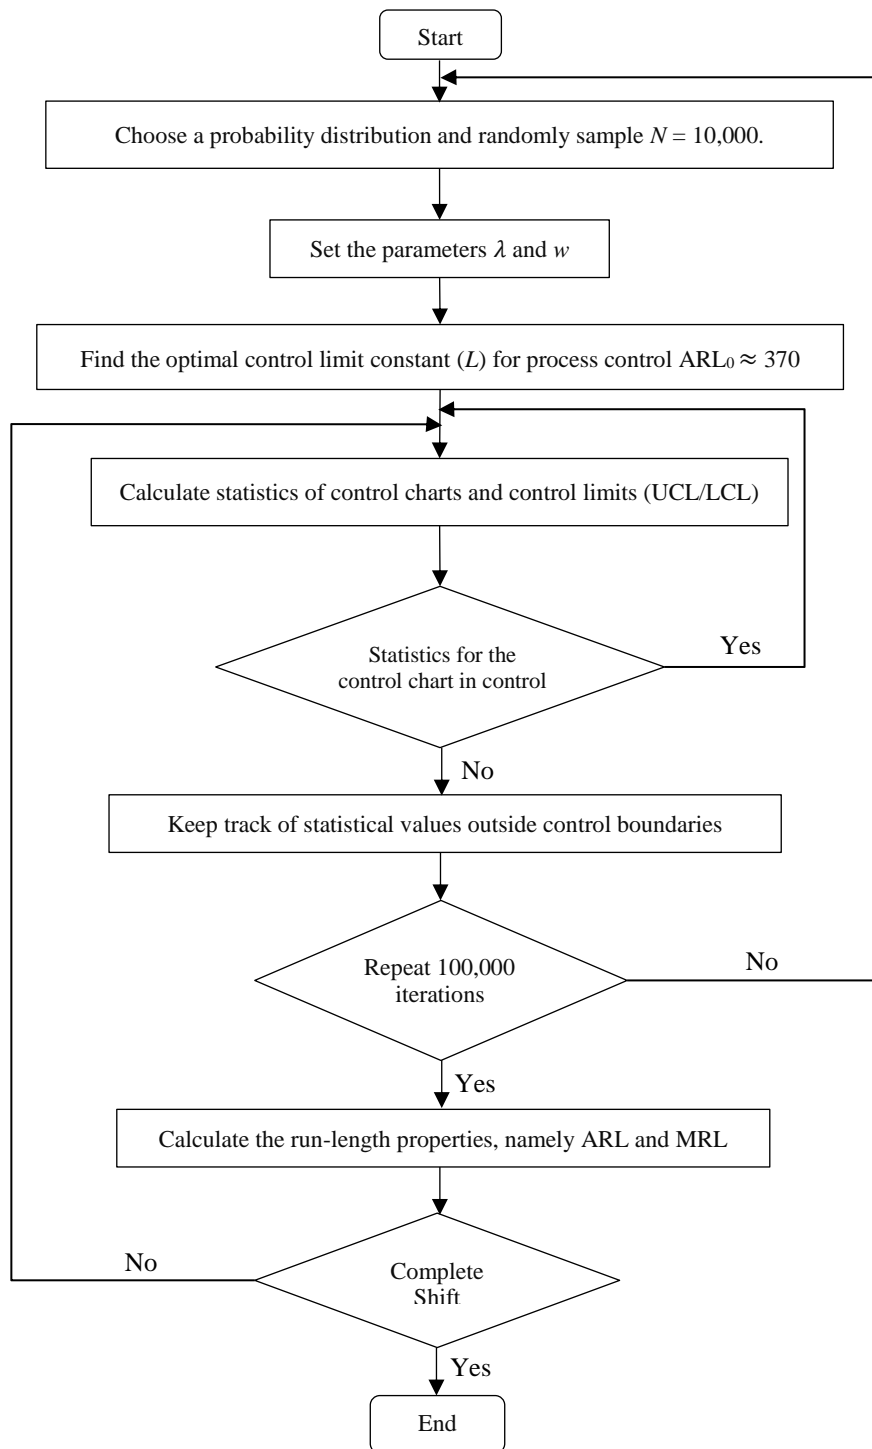 Start
Choose a probability distribution and randomly sample N = 10,000.
Set the parameters λ and w
Find the optimal control limit constant (L) for process control ARL₀ ≈ 370
Calculate statistics of control charts and control limits (UCL/LCL)
Statistics for the
control chart in control
Yes
No
Keep track of statistical values outside control boundaries
Repeat 100,000
iterations
No
Yes
Calculate the run-length properties, namely ARL and MRL
Complete
Shift
No
Yes
End